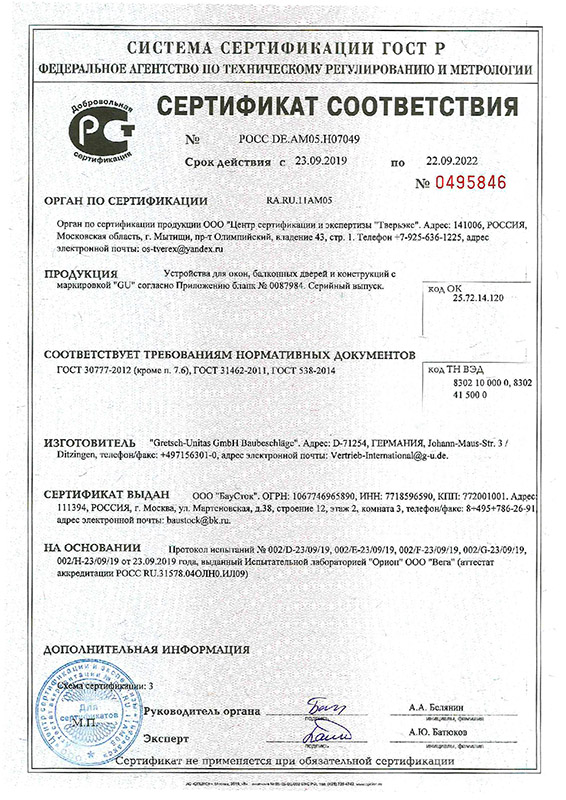 СИСТЕМА СЕРТИФИКАЦИИ ГОСТ Р
ФЕДЕРАЛЬНОЕ АГЕНТСТВО ПО ТЕХНИЧЕСКОМУ РЕГУЛИРОВАНИЮ И МЕТРОЛОГИИ
Добровольная
РСТ
сертификация
СЕРТИФИКАТ СООТВЕТСТВИЯ
№ РОСС DE.АМ05.Н07049
Срок действия с 23.09.2019 по 22.09.2022
№ 0495846
ОРГАН ПО СЕРТИФИКАЦИИ RA.RU.11АМ05
Орган по сертификации продукции ООО "Центр сертификации и экспертизы "Тверьэкс". Адрес: 141006, РОССИЯ,
Московская область, г. Мытищи, пр-т Олимпийский, владение 43, стр. 1. Телефон +7-925-636-1225, адрес
электронной почты: os-tverex@yandex.ru
ПРОДУКЦИЯ Устройства для окон, балконных дверей и конструкций с
маркировкой "GU" согласно Приложению бланк № 0087984. Серийный выпуск.
код ОК
25.72.14.120
СООТВЕТСТВУЕТ ТРЕБОВАНИЯМ НОРМАТИВНЫХ ДОКУМЕНТОВ
ГОСТ 30777-2012 (кроме п. 7.6), ГОСТ 31462-2011, ГОСТ 538-2014
код ТН ВЭД
8302 10 000 0, 8302
41 500 0
ИЗГОТОВИТЕЛЬ "Gretsch-Unitas GmbH Baubeschläge". Адрес: D-71254, ГЕРМАНИЯ, Johann-Maus-Str. 3 /
Ditzingen, телефон/факс: +497156301-0, адрес электронной почты: Vertrieb-International@g-u.de.
СЕРТИФИКАТ ВЫДАН ООО "БауСток". ОГРН: 1067746965890, ИНН: 7718596590, КПП: 772001001. Адрес:
111394, РОССИЯ, г. Москва, ул. Мартеновская, д.38, строение 12, этаж 2, комната 3, телефон/факс: 8+495+786-26-91,
адрес электронной почты: baustock@bk.ru.
НА ОСНОВАНИИ Протокол испытаний № 002/D-23/09/19, 002/E-23/09/19, 002/F-23/09/19, 002/G-23/09/19,
002/H-23/09/19 от 23.09.2019 года, выданный Испытательной лабораторией "Орион" ООО "Вега" (аттестат
аккредитации РОСС RU.31578.04ОЛН0.ИЛ09)
ДОПОЛНИТЕЛЬНАЯ ИНФОРМАЦИЯ
Схема сертификации: 3
Для
сертификатов
М.П.
Руководитель органа А.А. Белянин
подпись инициалы, фамилия
Эксперт А.Ю. Батюков
подпись инициалы, фамилия
Сертификат не применяется при обязательной сертификации